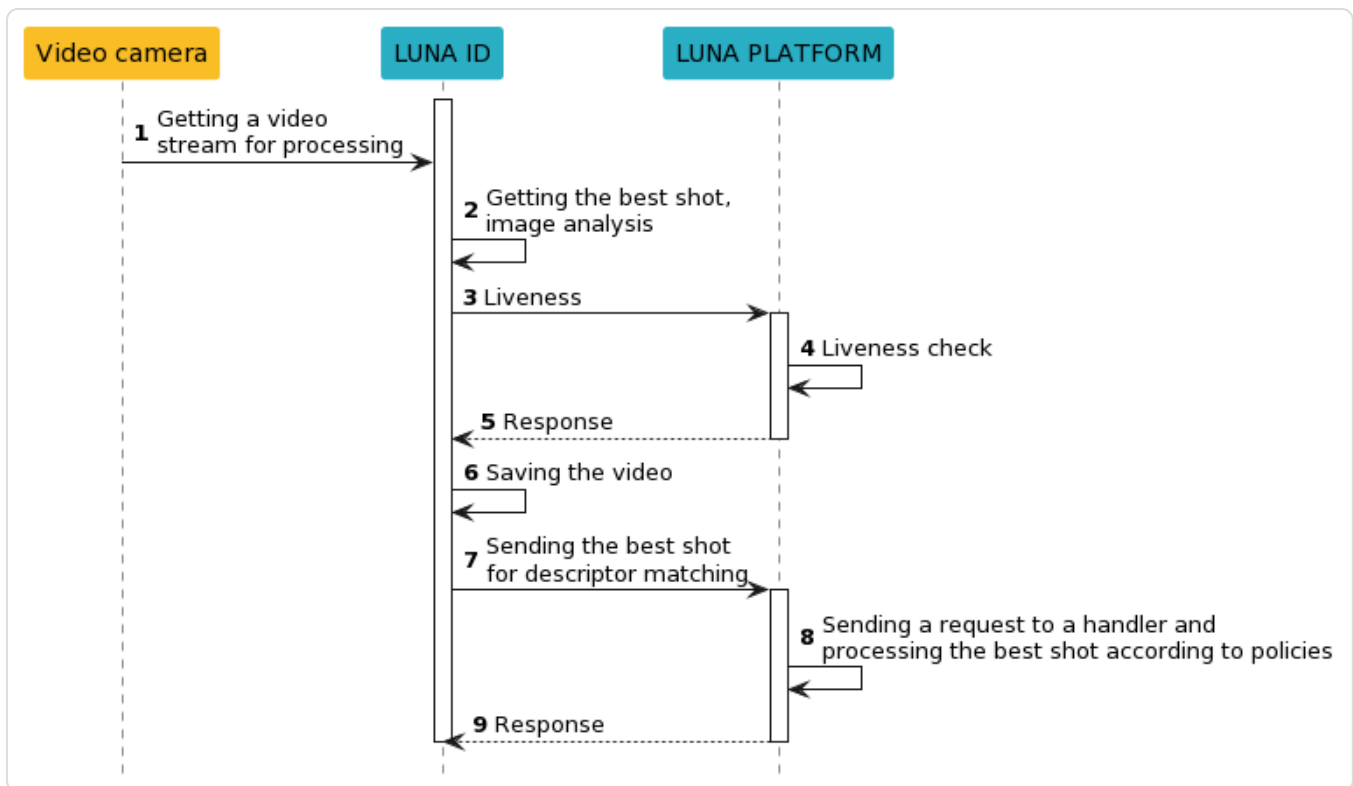 Video camera
LUNA ID
LUNA PLATFORM
1 Getting a video
stream for processing
2 Getting the best shot,
image analysis
3 Liveness
4 Liveness check
5 Response
6 Saving the video
7 Sending the best shot
for descriptor matching
8 Sending a request to a handler and
processing the best shot according to policies
9 Response